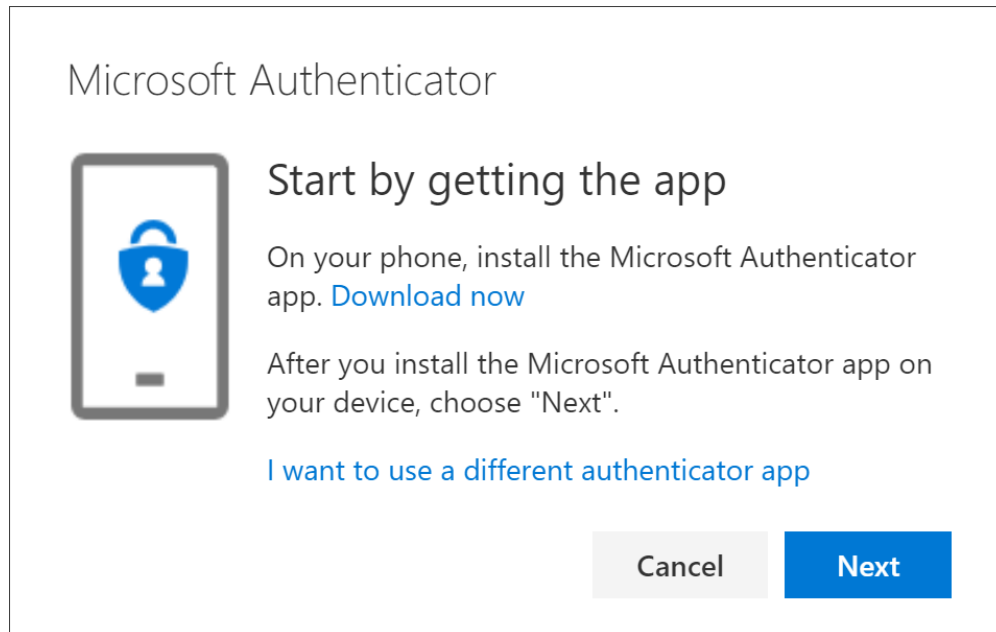 Microsoft Authenticator
Start by getting the app
On your phone, install the Microsoft Authenticator
app. Download now
After you install the Microsoft Authenticator app on
your device, choose "Next".
I want to use a different authenticator app
Cancel
Next